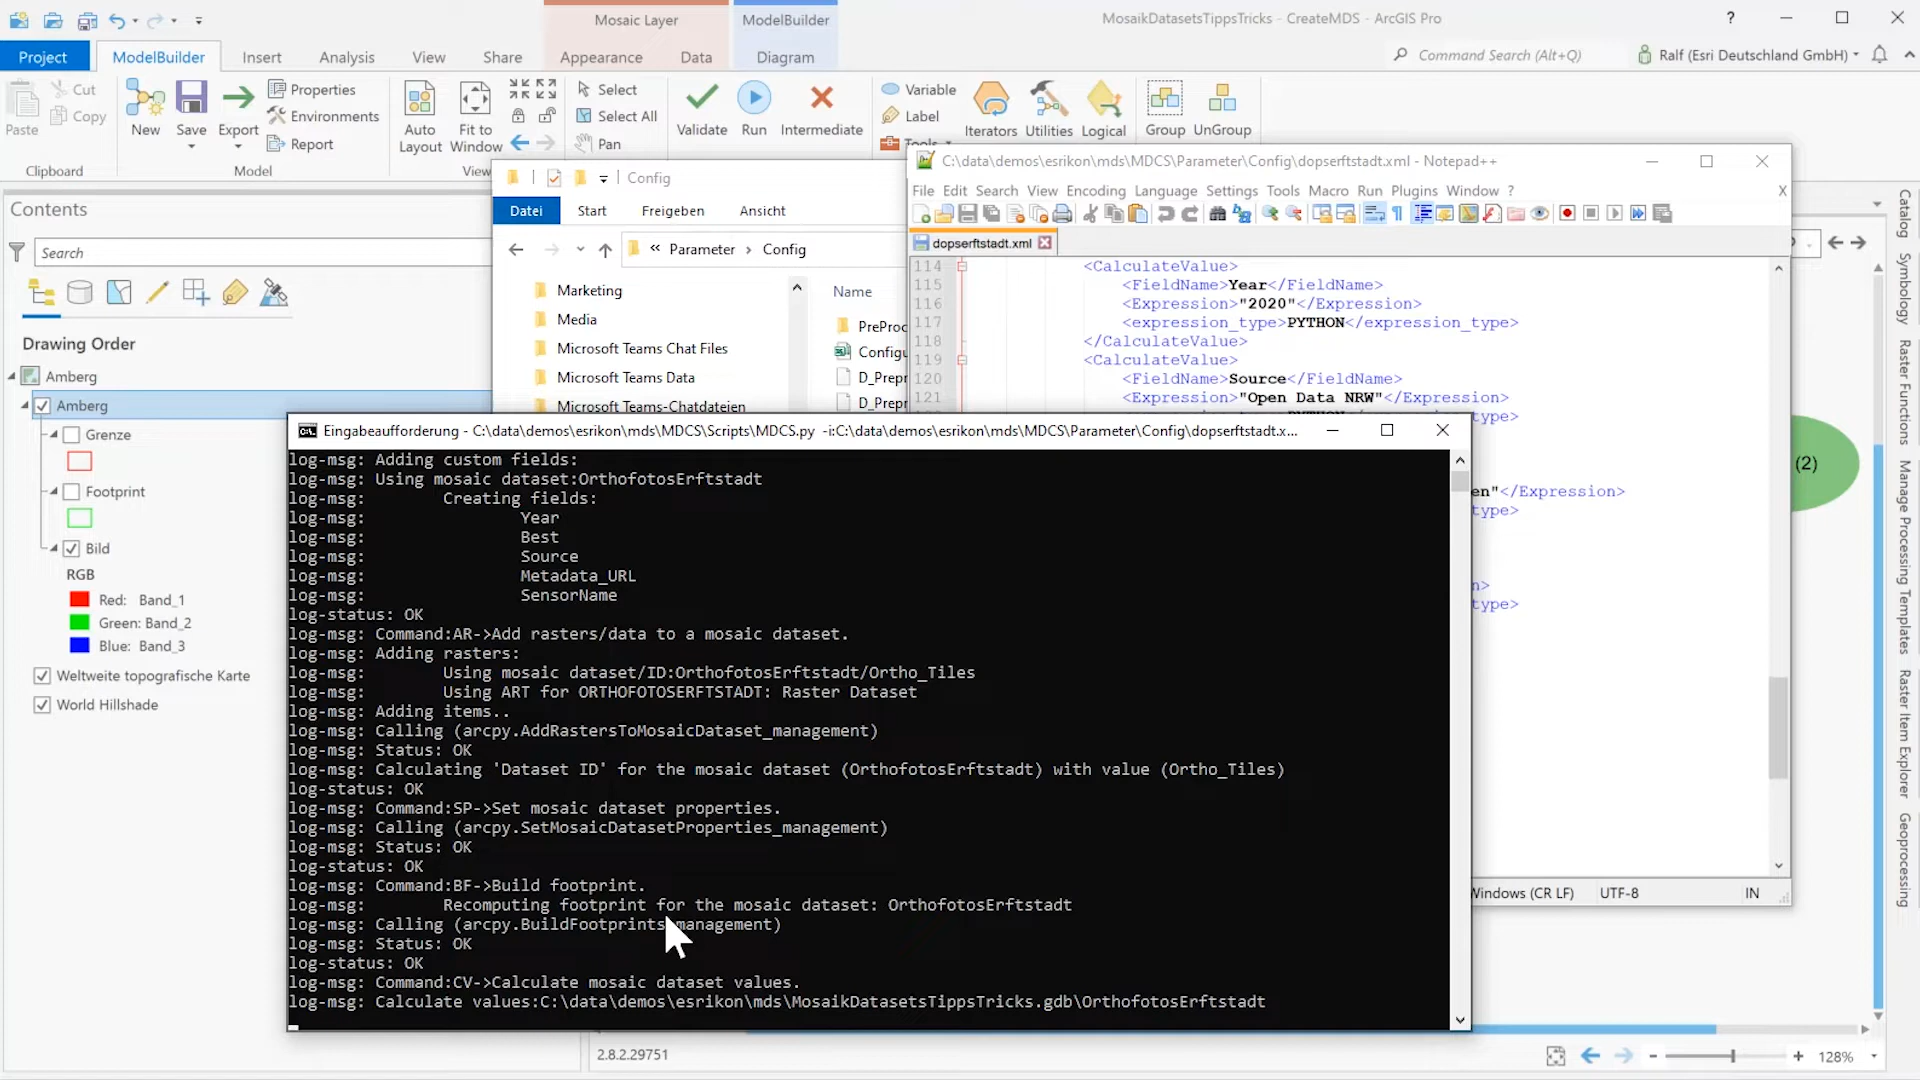 Mosaic Layer
ModelBuilder
MosaikDatasetsTippsTricks - CreateMDS - ArcGIS Pro
?
Project
ModelBuilder
Insert
Analysis
View
Share
Appearance
Data
Diagram
Command Search (Alt+Q)
Ralf (Esri Deutschland GmbH)
Paste
Cut
Copy
New
Save
Export
Properties
Environments
Report
Auto Layout
Fit to Window
Select
Select All
Pan
Validate
Run
Intermediate
Variable
Label
Tools
Iterators
Utilities
Logical
Group
UnGroup
Clipboard
Model
View
Contents
Search
Drawing Order
Amberg
Amberg
Grenze
Footprint
Bild
RGB
Red: Band_1
Green: Band_2
Blue: Band_3
Weltweite topografische Karte
World Hillshade
Config
Datei
Start
Freigeben
Ansicht
« Parameter > Config
Marketing
Media
Microsoft Teams Chat Files
Microsoft Teams Data
Microsoft Teams-Chatdateien
Name
PreProc
Configu
D_Prepr
D_Prepr
C:\data\demos\esrikon\mds\MDCS\Parameter\Config\dopserftstadt.xml - Notepad++
File Edit Search View Encoding Language Settings Tools Macro Run Plugins Window ?
X
dopserftstadt.xml
114 <CalculateValue>
115 <FieldName>Year</FieldName>
116 <Expression>"2020"</Expression>
117 <expression_type>PYTHON</expression_type>
118 </CalculateValue>
119 <CalculateValue>
120 <FieldName>Source</FieldName>
121 <Expression>"Open Data NRW"</Expression>
type>
en"</Expression>
type>
n>
type>
Windows (CR LF)
UTF-8
IN
(2)
Eingabeaufforderung - C:\data\demos\esrikon\mds\MDCS\Scripts\MDCS.py -i:C:\data\demos\esrikon\mds\MDCS\Parameter\Config\dopserftstadt.x...
log-msg: Adding custom fields:
log-msg: Using mosaic dataset:OrthofotosErftstadt
log-msg: Creating fields:
log-msg: Year
log-msg: Best
log-msg: Source
log-msg: Metadata_URL
log-msg: SensorName
log-status: OK
log-msg: Command:AR->Add rasters/data to a mosaic dataset.
log-msg: Adding rasters:
log-msg: Using mosaic dataset/ID:OrthofotosErftstadt/Ortho_Tiles
log-msg: Using ART for ORTHOFOTOSERFTSTADT: Raster Dataset
log-msg: Adding items..
log-msg: Calling (arcpy.AddRastersToMosaicDataset_management)
log-msg: Status: OK
log-msg: Calculating 'Dataset ID' for the mosaic dataset (OrthofotosErftstadt) with value (Ortho_Tiles)
log-status: OK
log-msg: Command:SP->Set mosaic dataset properties.
log-msg: Calling (arcpy.SetMosaicDatasetProperties_management)
log-msg: Status: OK
log-status: OK
log-msg: Command:BF->Build footprint.
log-msg: Recomputing footprint for the mosaic dataset: OrthofotosErftstadt
log-msg: Calling (arcpy.BuildFootprints_management)
log-msg: Status: OK
log-status: OK
log-msg: Command:CV->Calculate mosaic dataset values.
log-msg: Calculate values:C:\data\demos\esrikon\mds\MosaikDatasetsTippsTricks.gdb\OrthofotosErftstadt
2.8.2.29751
128%
Catalog
Symbology
Raster Functions
Manage Processing Templates
Raster Item Explorer
Geoprocessing